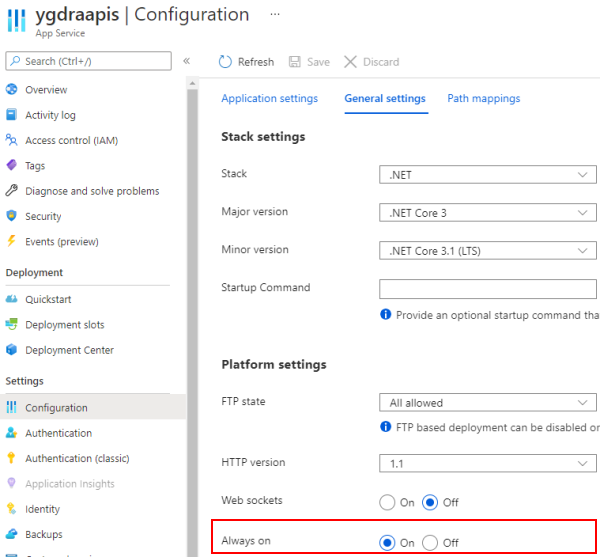 ygdraapis | Configuration ...
App Service
Search (Ctrl+/)
«
Overview
Activity log
Access control (IAM)
Tags
Diagnose and solve problems
Security
Events (preview)
Deployment
Quickstart
Deployment slots
Deployment Center
Settings
Configuration
Authentication
Authentication (classic)
Application Insights
Identity
Backups
Refresh Save Discard
Application settings General settings Path mappings
Stack settings
Stack .NET
Major version .NET Core 3
Minor version .NET Core 3.1 (LTS)
Startup Command
Provide an optional startup command tha
Platform settings
FTP state All allowed
FTP based deployment can be disabled or
HTTP version 1.1
Web sockets On Off
Always on On Off